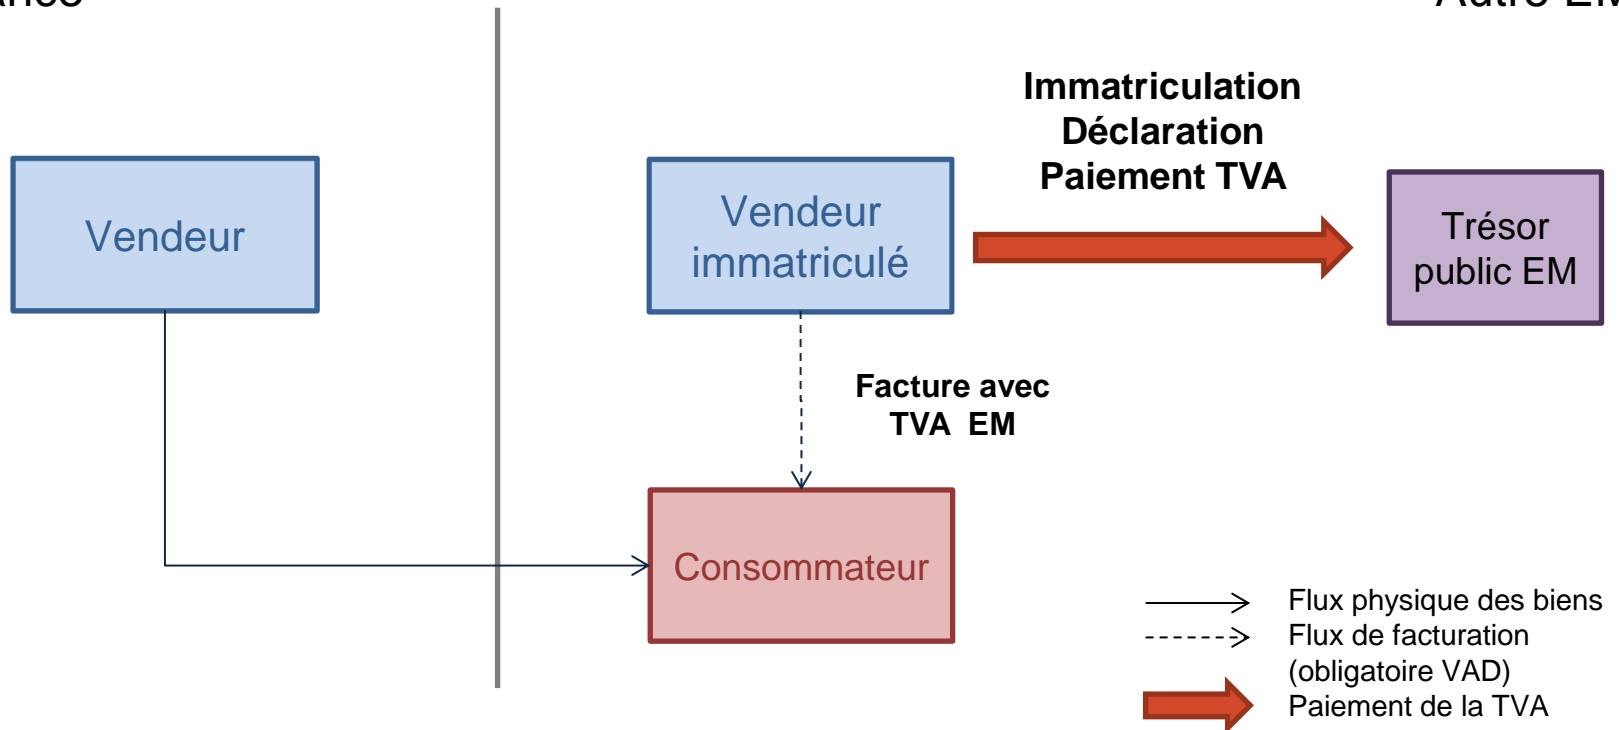 Immatriculation
Déclaration
Paiement TVA
Vendeur
Vendeur
immatriculé
Trésor
public EM
Facture avec
TVA EM
Consommateur
Flux physique des biens
Flux de facturation
(obligatoire VAD)
Paiement de la TVA